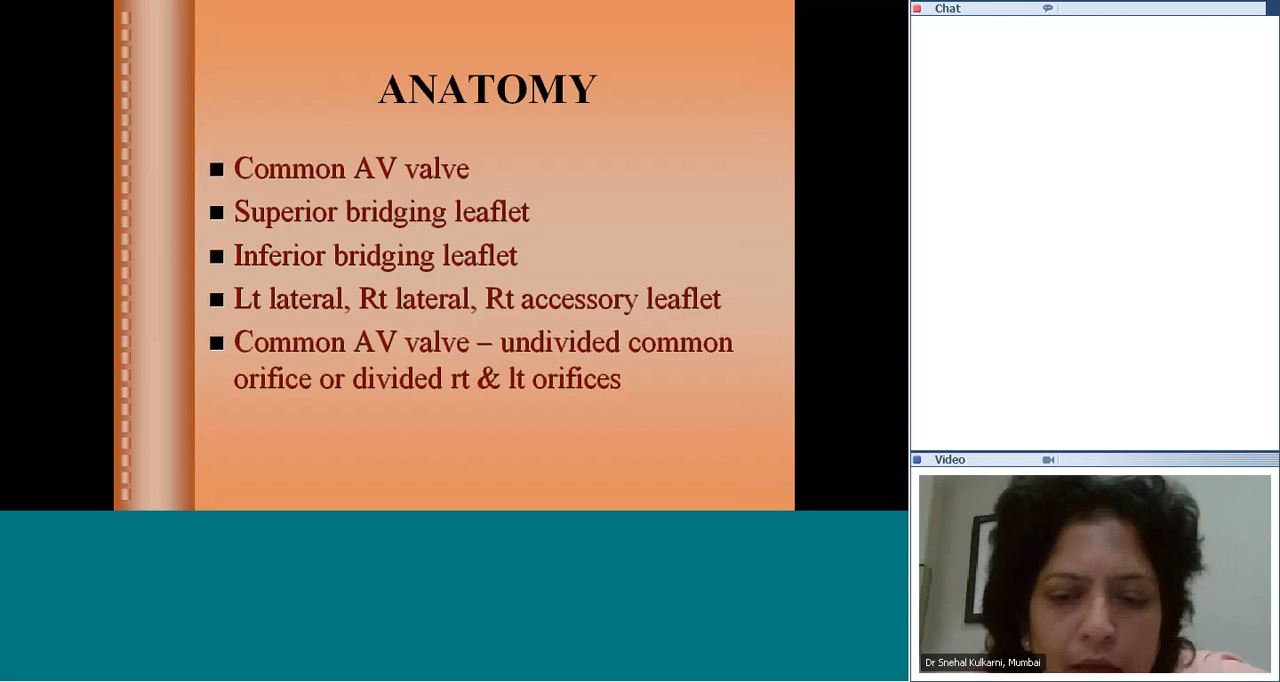 ANATOMY
Common AV valve
Superior bridging leaflet
Inferior bridging leaflet
Lt lateral, Rt lateral, Rt accessory leaflet
Common AV valve – undivided common
orifice or divided rt & lt orifices
Chat
Video
Dr Snehal Kulkarni, Mumbai